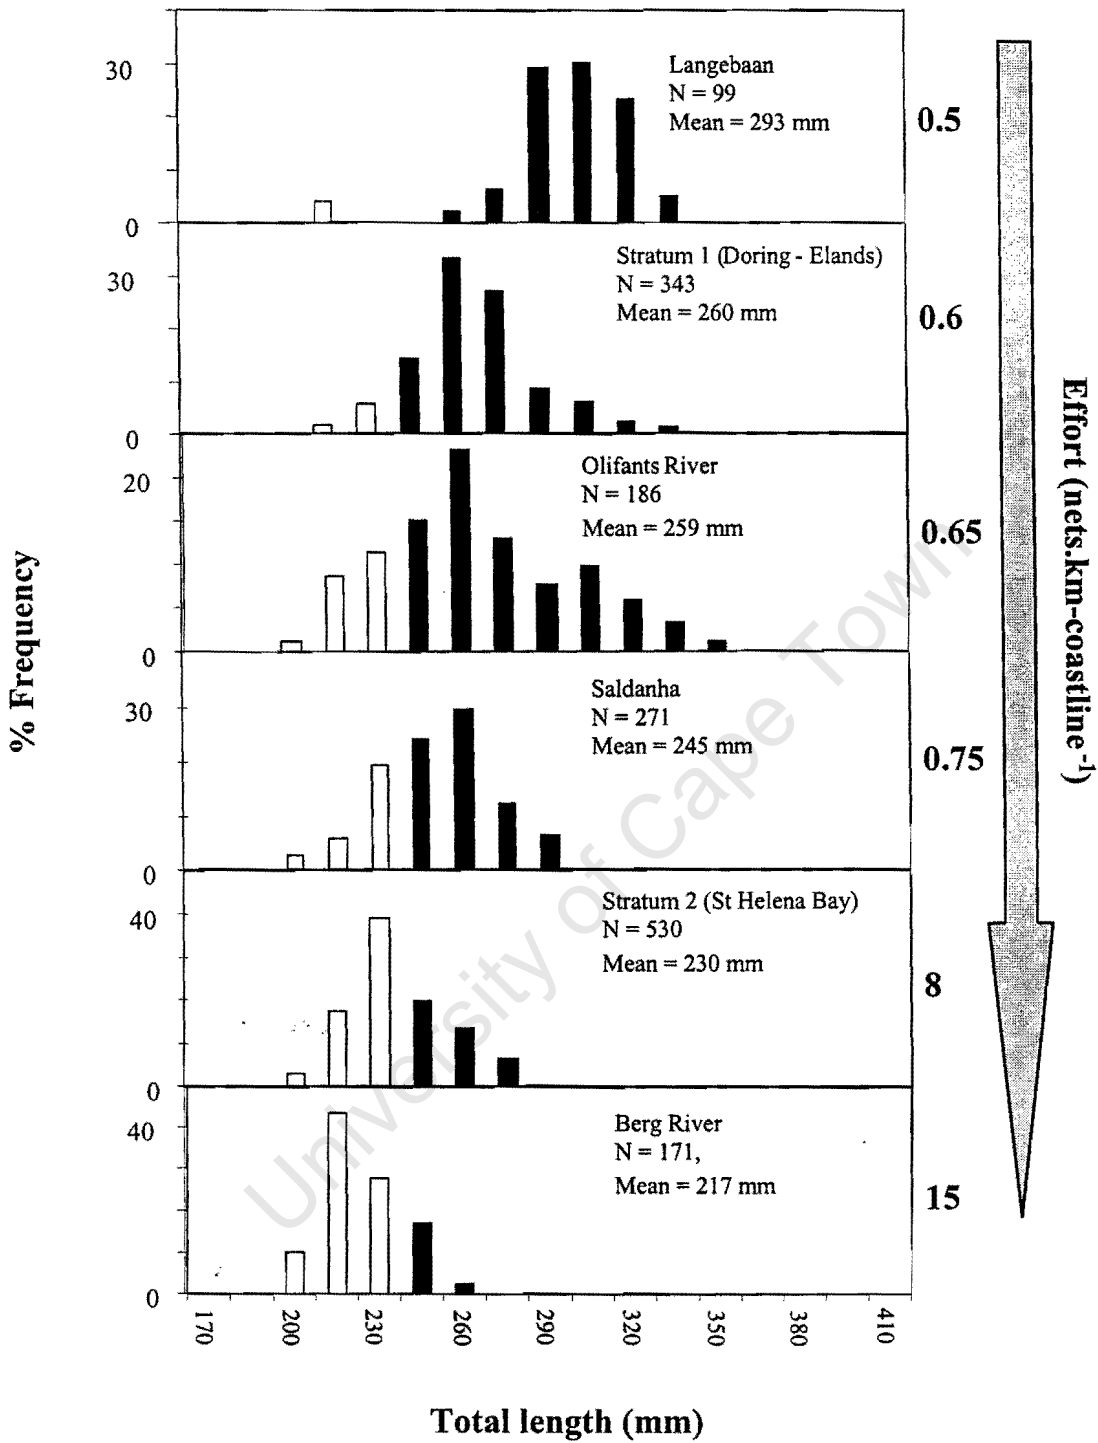 30
0
Langebaan
N = 99
Mean = 293 mm
0.5
30
0
Stratum 1 (Doring - Elands)
N = 343
Mean = 260 mm
0.6
20
0
Olifants River
N = 186
Mean = 259 mm
0.65
30
0
Saldanha
N = 271
Mean = 245 mm
0.75
40
0
Stratum 2 (St Helena Bay)
N = 530
Mean = 230 mm
8
40
0
Berg River
N = 171,
Mean = 217 mm
15
170 200 230 260 290 320 350 380 410
Total length (mm)
% Frequency
Effort (nets.km-coastline⁻¹)
University of Cape Town